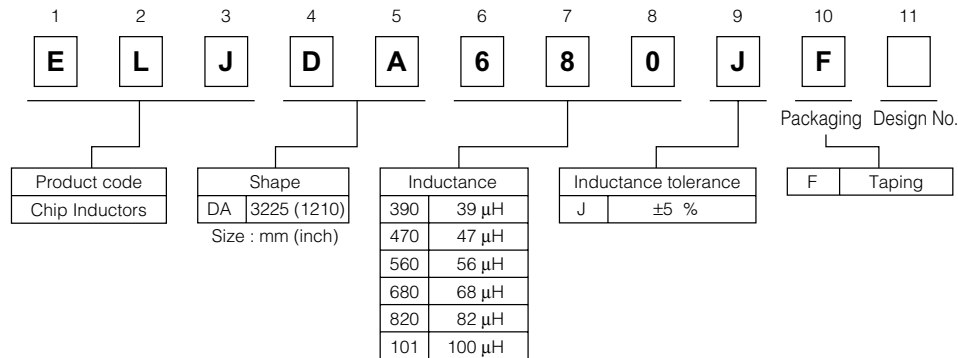 1 2 3 4 5 6 7 8 9 10 11
E L J D A 6 8 0 J F
Packaging Design No.
Product code
Chip Inductors
Shape
DA 3225 (1210)
Size : mm (inch)
Inductance
390 39 μH
470 47 μH
560 56 μH
680 68 μH
820 82 μH
101 100 μH
Inductance tolerance
J ±5 %
F Taping